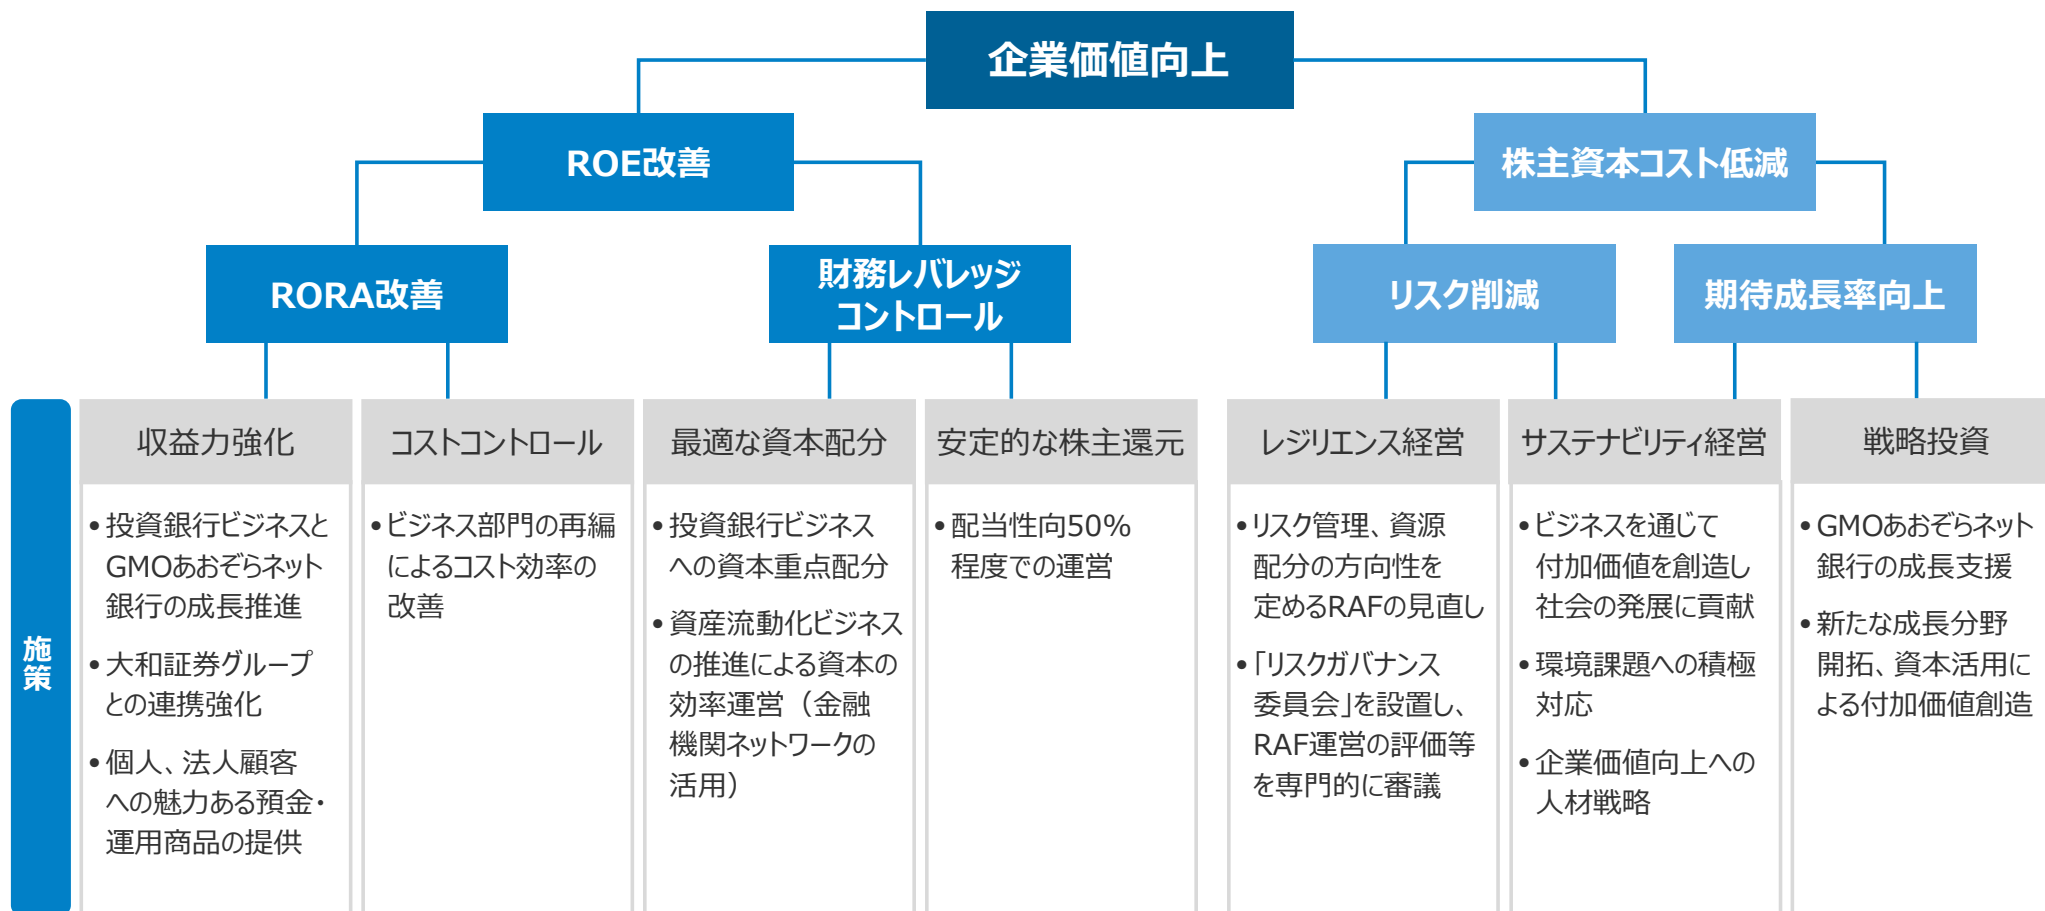 企業価値向上
ROE改善
株主資本コスト低減
RORA改善
財務レバレッジ
コントロール
リスク削減
期待成長率向上
施策
収益力強化
•投資銀行ビジネスと
GMOあおぞらネット
銀行の成長推進
•大和証券グループ
との連携強化
•個人、法人顧客
への魅力ある預金・
運用商品の提供
コストコントロール
•ビジネス部門の再編
によるコスト効率の
改善
最適な資本配分
•投資銀行ビジネス
への資本重点配分
•資産流動化ビジネス
の推進による資本の
効率運営（金融
機関ネットワークの
活用）
安定的な株主還元
•配当性向50%
程度での運営
レジリエンス経営
•リスク管理、資源
配分の方向性を
定めるRAFの見直し
•「リスクガバナンス
委員会」を設置し、
RAF運営の評価等
を専門的に審議
サステナビリティ経営
•ビジネスを通じて
付加価値を創造し
社会の発展に貢献
•環境課題への積極
対応
•企業価値向上への
人材戦略
戦略投資
•GMOあおぞらネット
銀行の成長支援
•新たな成長分野
開拓、資本活用に
よる付加価値創造